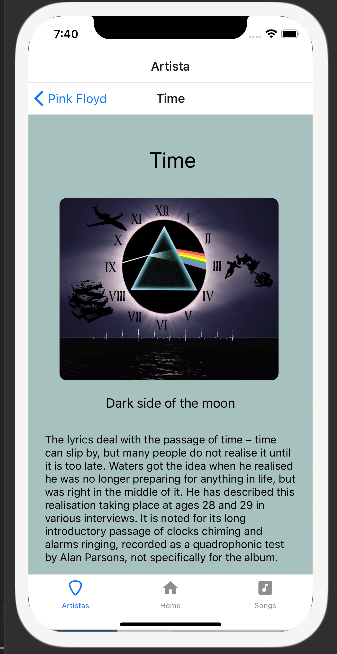 7:40
Artista
Pink Floyd
Time
Time
XII
XI
I
X
II
IX
III
VIII
IV
VII
V
VI
Dark side of the moon
The lyrics deal with the passage of time – time
can slip by, but many people do not realise it until
it is too late. Waters got the idea when he realised
he was no longer preparing for anything in life, but
was right in the middle of it. He has described this
realisation taking place at ages 28 and 29 in
various interviews. It is noted for its long
introductory passage of clocks chiming and
alarms ringing, recorded as a quadrophonic test
by Alan Parsons, not specifically for the album.
Artistas
Home
Songs